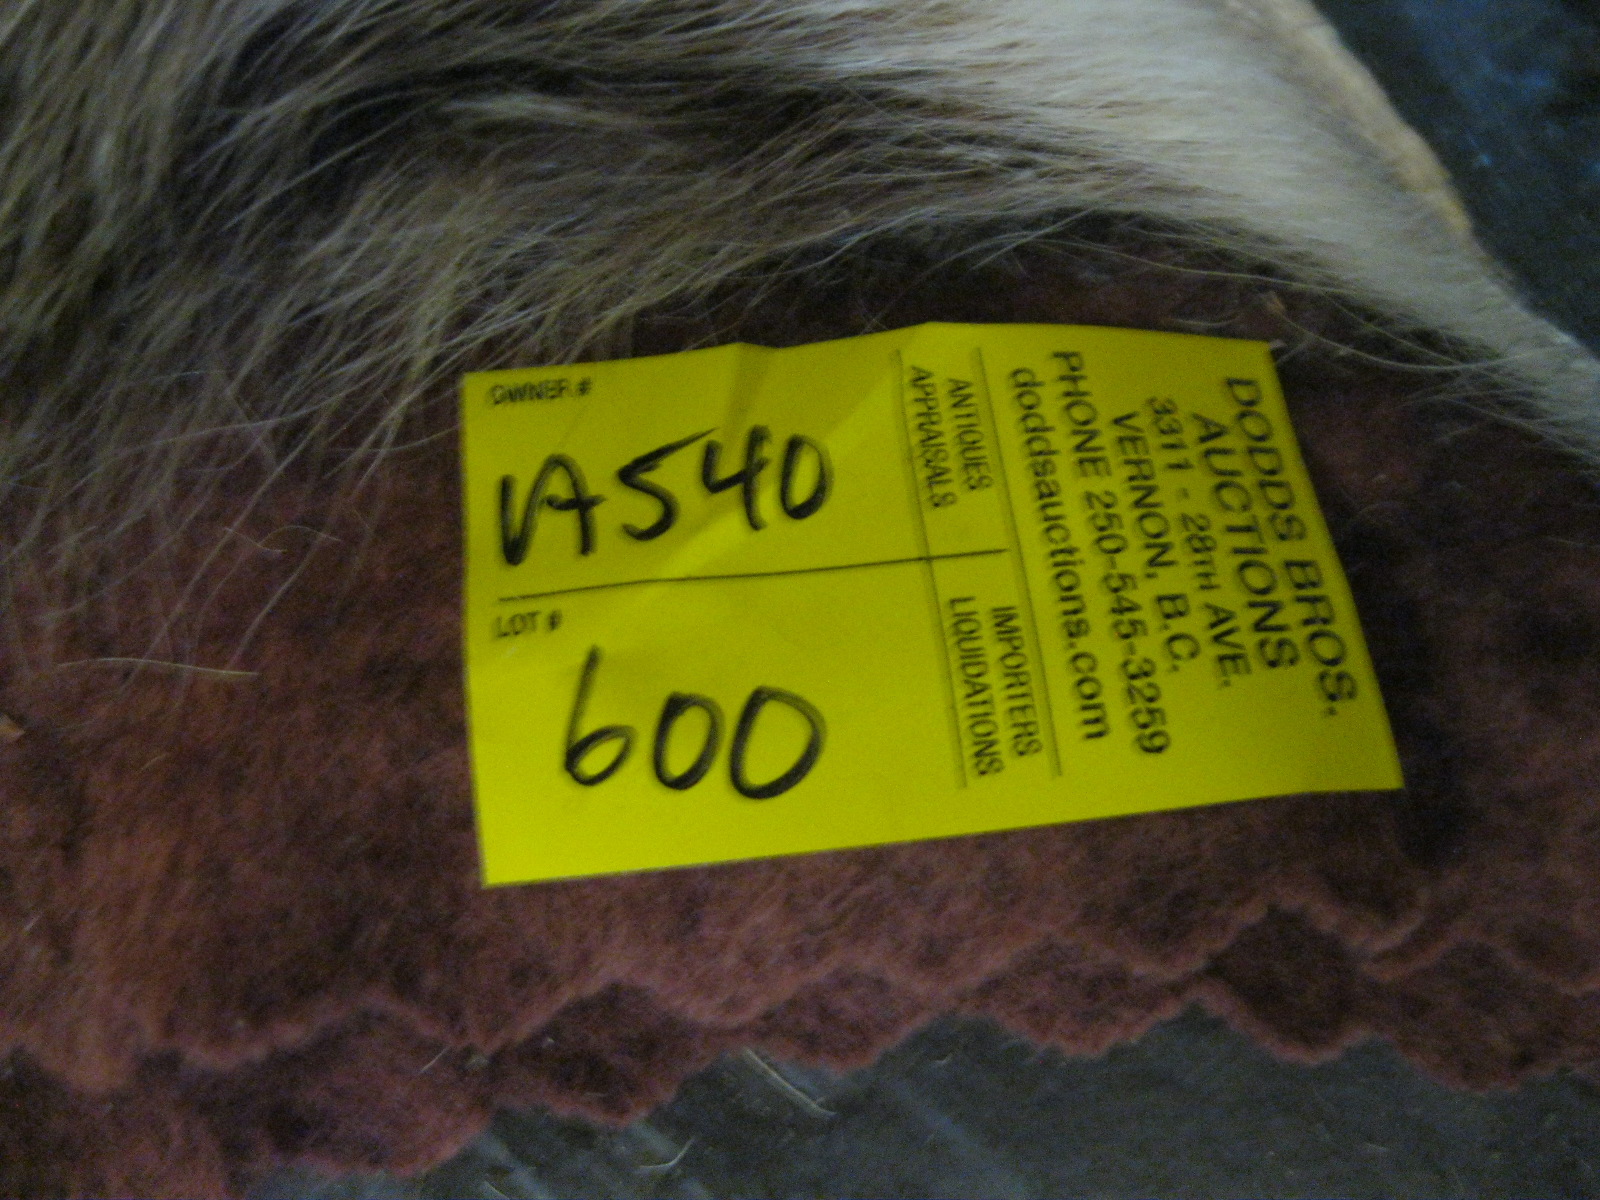 OWNER #
VA540
LOT #
600
ANTIQUES
APPRAISALS
IMPORTERS
LIQUIDATIONS
DODDS BROS.
AUCTIONS
3311 - 28TH AVE.
VERNON, B.C.
PHONE 250-545-3259
doddsauctions.com